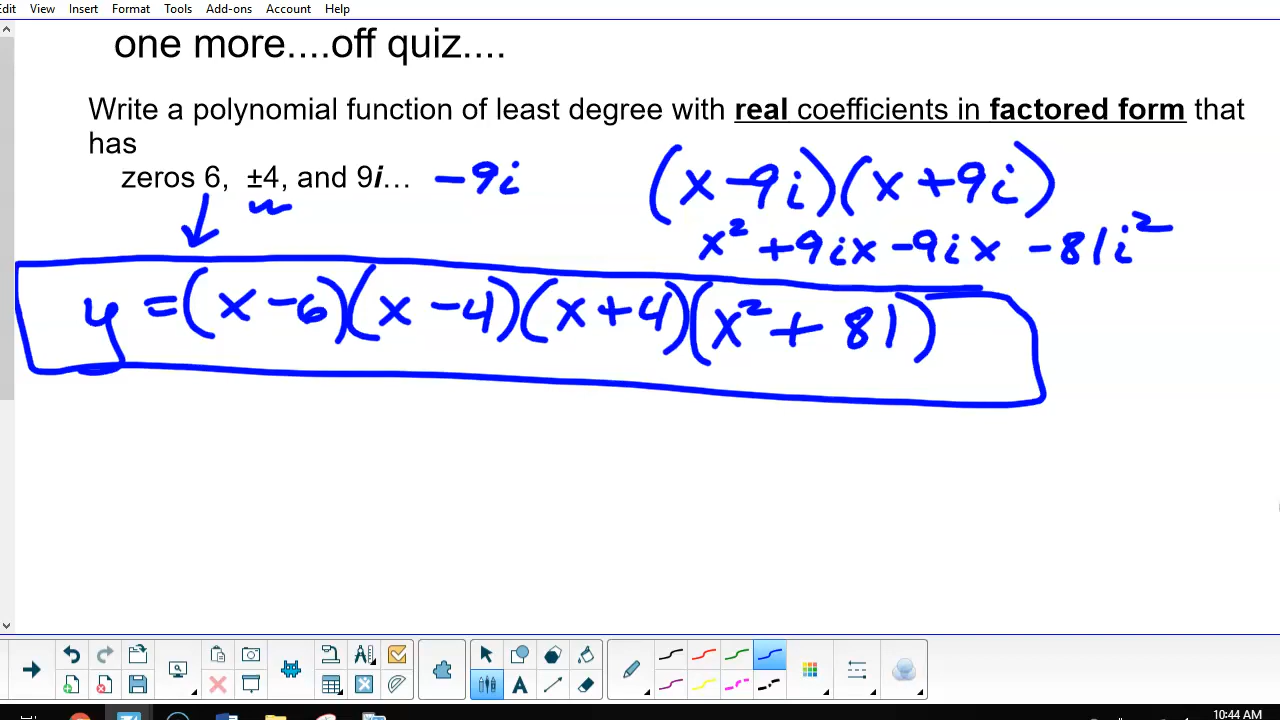 Edit View Insert Format Tools Add-ons Account Help
one more....off quiz....
Write a polynomial function of least degree with real coefficients in factored form that
has
zeros 6, ±4, and 9i... -9i
(x-9i)(x+9i)
x² +9ix -9ix -81i²
y =(x-6)(x-4)(x+4)(x²+81)
10:44 AM